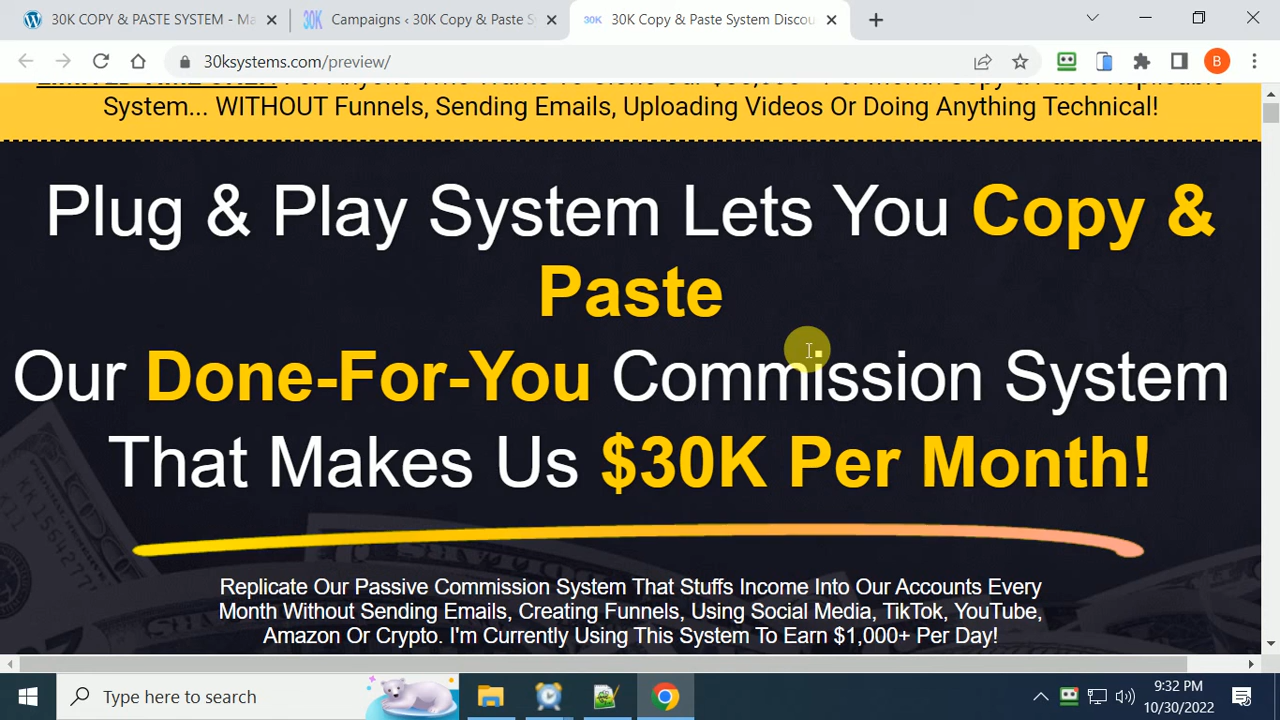 30K COPY & PASTE SYSTEM - Ma
Campaigns ‹ 30K Copy & Paste S
30K
30K Copy & Paste System Discou
30ksystems.com/preview/
B
System... WITHOUT Funnels, Sending Emails, Uploading Videos Or Doing Anything Technical!
Plug & Play System Lets You Copy &
Paste
Our Done-For-You Commission System
That Makes Us $30K Per Month!
Replicate Our Passive Commission System That Stuffs Income Into Our Accounts Every
Month Without Sending Emails, Creating Funnels, Using Social Media, TikTok, YouTube,
Amazon Or Crypto. I'm Currently Using This System To Earn $1,000+ Per Day!
Type here to search
9:32 PM
10/30/2022